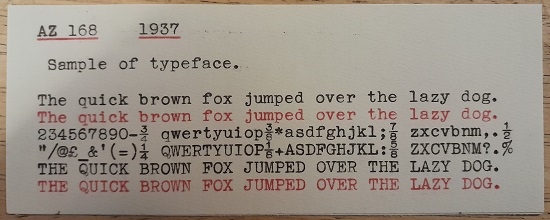 AZ 168 1937
Sample of typeface.
The quick brown fox jumped over the lazy dog.
The quick brown fox jumped over the lazy dog.
234567890-¾ qwertyuiop⅜*asdfghjkl;⅞ zxcvbnm,.½
"/@£ &'(=)¼ QWERTYUIOP⅛+ASDFGHJKL:⅝ ZXCVBNM?.%
THE QUICK BROWN FOX JUMPED OVER THE LAZY DOG.
THE QUICK BROWN FOX JUMPED OVER THE LAZY DOG.